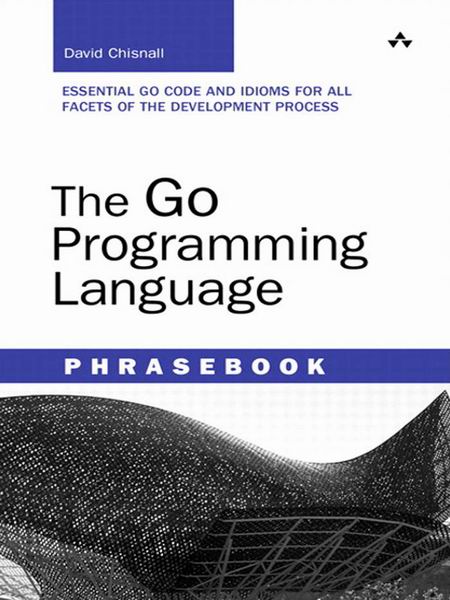 David Chisnall
ESSENTIAL GO CODE AND IDIOMS FOR ALL
FACETS OF THE DEVELOPMENT PROCESS
The Go
Programming
Language
PHRASEBOOK